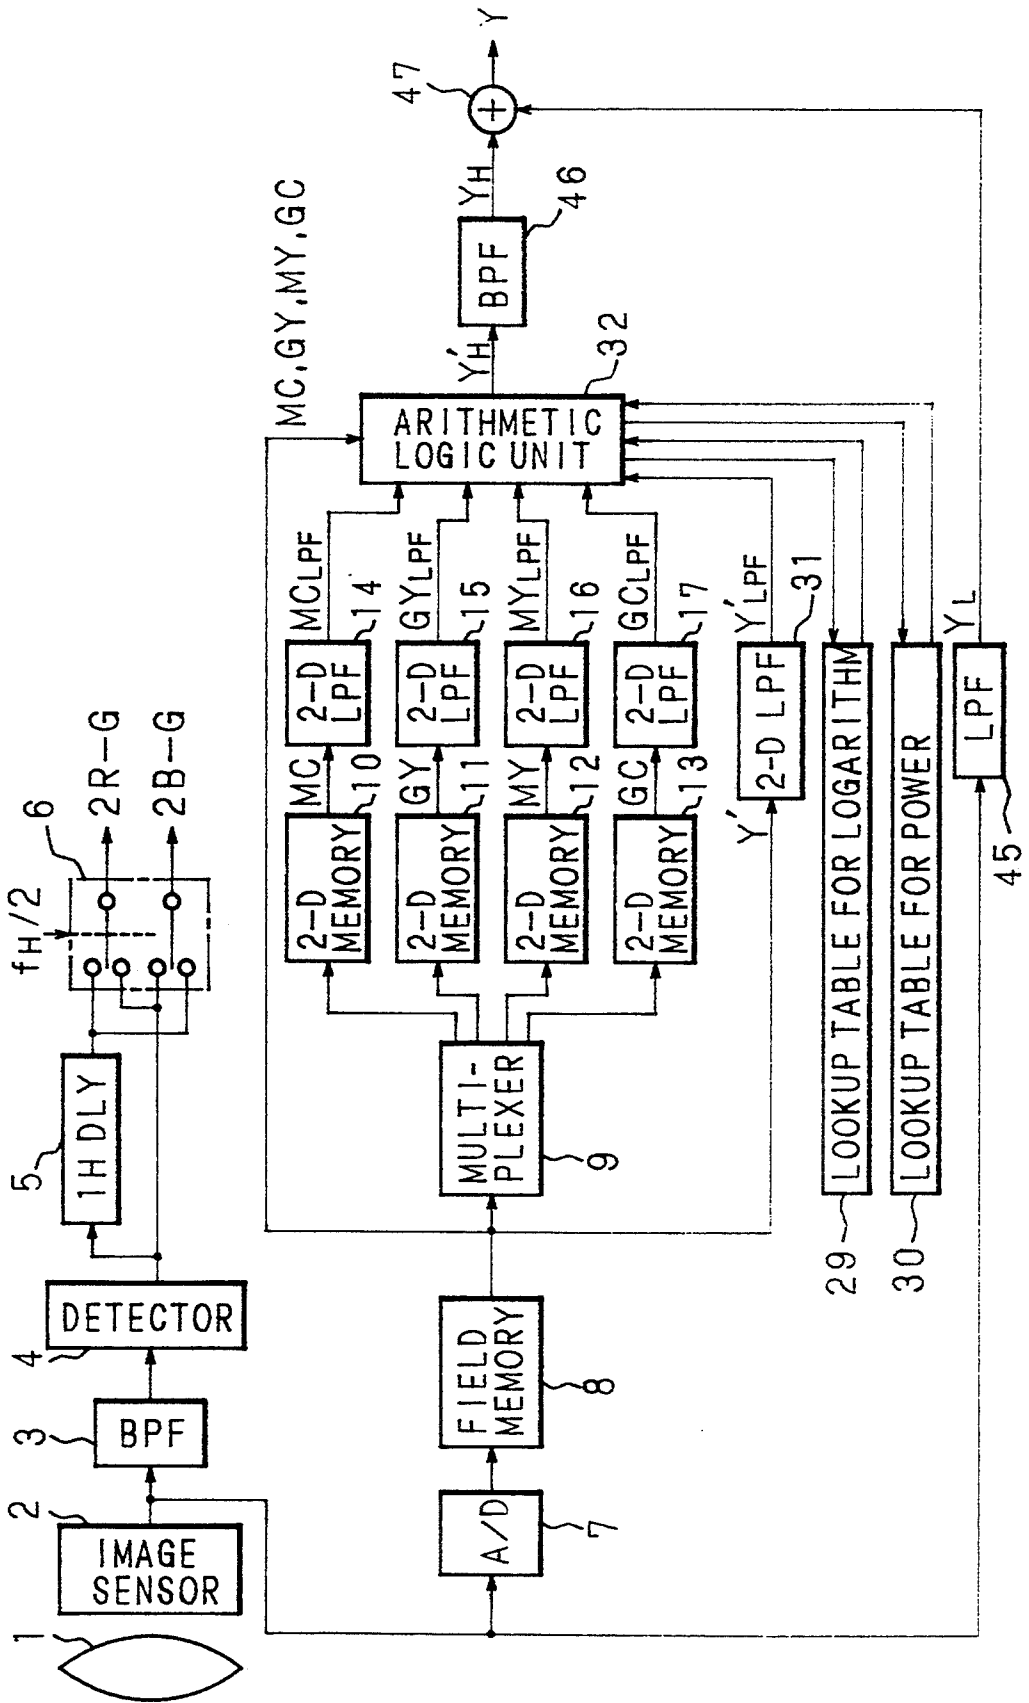 1
2
IMAGE
SENSOR
3
BPF
4
DETECTOR
5
1H DLY
fH/2
6
2R-G
2B-G
A/D
7
FIELD
MEMORY
8
MULTI-
PLEXER
9
2-D
MEMORY
MC
10
2-D
LPF
MCLPF
14
2-D
MEMORY
GY
11
2-D
LPF
GYLPF
15
2-D
MEMORY
MY
12
2-D
LPF
MYLPF
16
2-D
MEMORY
GC
13
2-D
LPF
GCLPF
17
MC,GY,MY,GC
ARITHMETIC
LOGIC UNIT
32
Y'H
BPF
46
YH
47
+
Y
Y'
2-D LPF
Y'LPF
31
29
LOOKUP TABLE FOR LOGARITHM
30
LOOKUP TABLE FOR POWER
45
LPF
YL